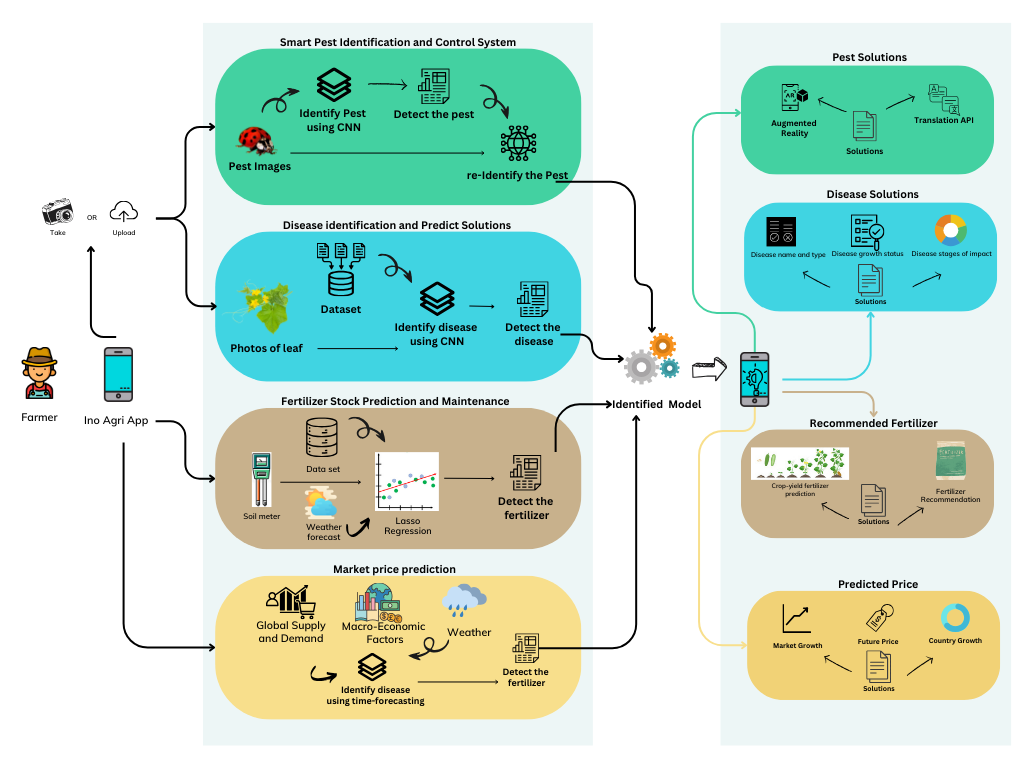 Smart Pest Identification and Control System
Identify Pest
using CNN
Detect the pest
Pest Images
re-Identify the Pest
Take
OR
Upload
Disease identification and Predict Solutions
Dataset
Identify disease
using CNN
Detect the
disease
Photos of leaf
Farmer
Ino Agri App
Fertilizer Stock Prediction and Maintenance
Data set
Soil meter
Weather
forecast
Lasso
Regression
Detect the
fertilizer
Market price prediction
Global Supply
and Demand
Macro-Economic
Factors
Weather
Identify disease
using time-forecasting
Detect the
fertilizer
Identified Model
Pest Solutions
AR
Augmented
Reality
Translation API
Solutions
Disease Solutions
Disease name and type
Disease growth status
Disease stages of impact
Solutions
Recommended Fertilizer
Crop-yield fertilizer
prediction
Fertilizer
Recommendation
Solutions
Predicted Price
Market Growth
Future Price
Country Growth
Solutions